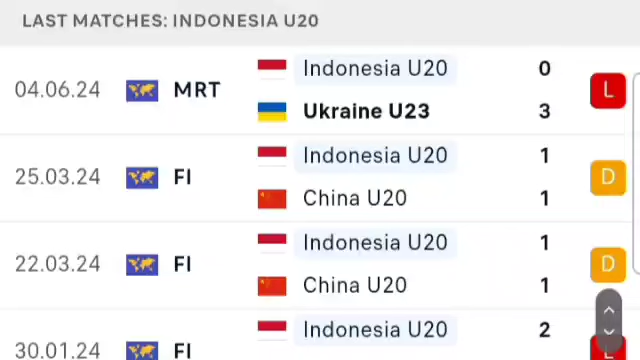 LAST MATCHES: INDONESIA U20
Indonesia U20 0
04.06.24 MRT L
Ukraine U23 3
Indonesia U20 1
25.03.24 FI D
China U20 1
Indonesia U20 1
22.03.24 FI D
China U20 1
Indonesia U20 2
30.01.24 FI L